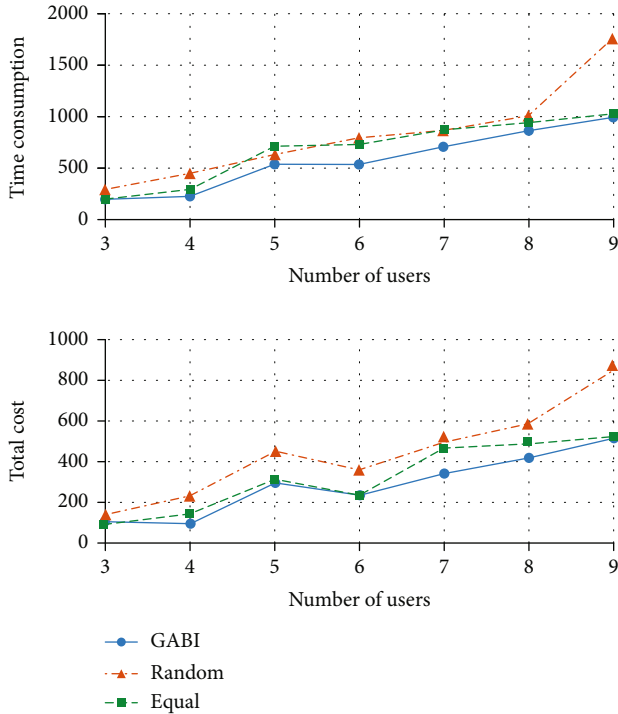 2000
1500
1000
500
0
Time consumption
3 4 5 6 7 8 9
Number of users
1000
800
600
400
200
0
Total cost
3 4 5 6 7 8 9
Number of users
GABI
Random
Equal